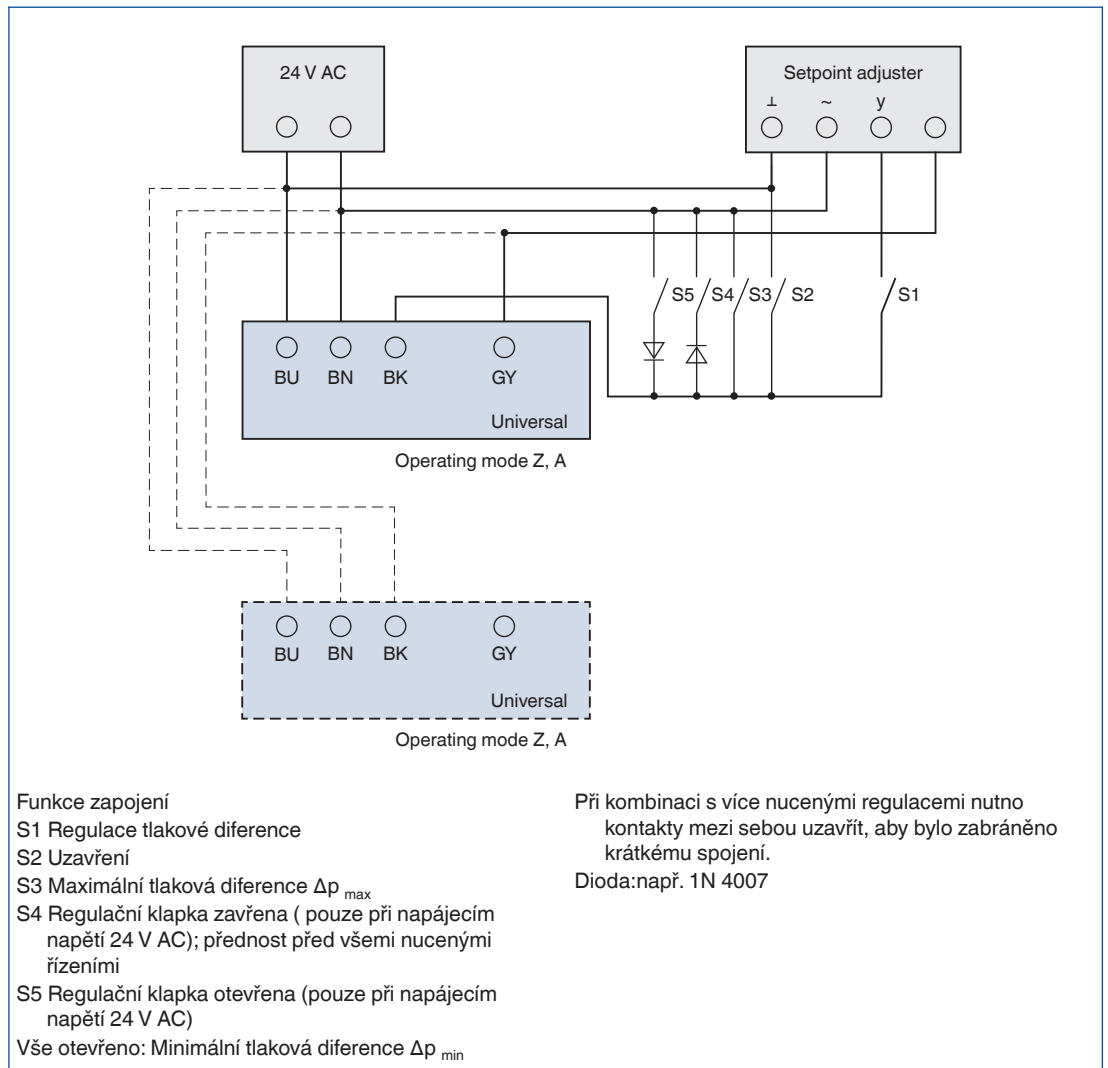 24 V AC
Setpoint adjuster
⊥ ~ y
S5 S4 S3 S2 S1
BU BN BK GY
Universal
Operating mode Z, A
BU BN BK GY
Universal
Operating mode Z, A
Funkce zapojení
S1 Regulace tlakové diference
S2 Uzavření
S3 Maximální tlaková diference Δp max
S4 Regulační klapka zavřena ( pouze při napájecím
napětí 24 V AC); přednost před všemi nucenými
řízeními
S5 Regulační klapka otevřena (pouze při napájecím
napětí 24 V AC)
Vše otevřeno: Minimální tlaková diference Δp min
Při kombinaci s více nucenými regulacemi nutno
kontakty mezi sebou uzavřít, aby bylo zabráněno
krátkému spojení.
Dioda:např. 1N 4007